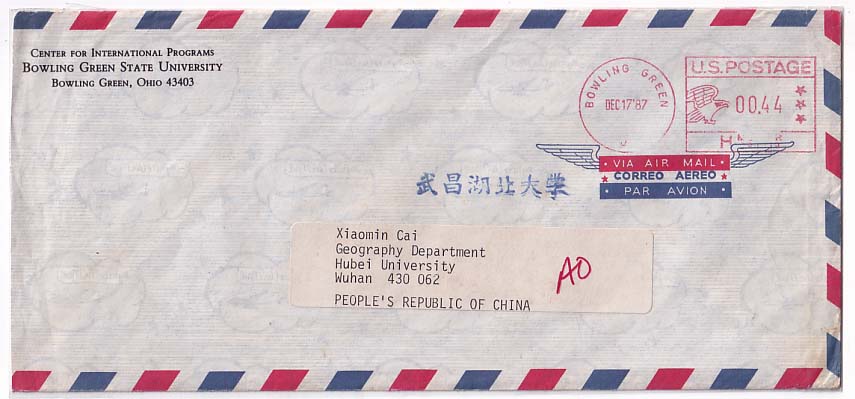 CENTER FOR INTERNATIONAL PROGRAMS
BOWLING GREEN STATE UNIVERSITY
BOWLING GREEN, OHIO 43403
BOWLING GREEN
DEC17'87
U.S.POSTAGE
00.44
VIA AIR MAIL
CORREO AEREO
PAR AVION
武昌湖北大学
Xiaomin Cai
Geography Department
Hubei University
Wuhan 430 062
PEOPLE'S REPUBLIC OF CHINA
AO